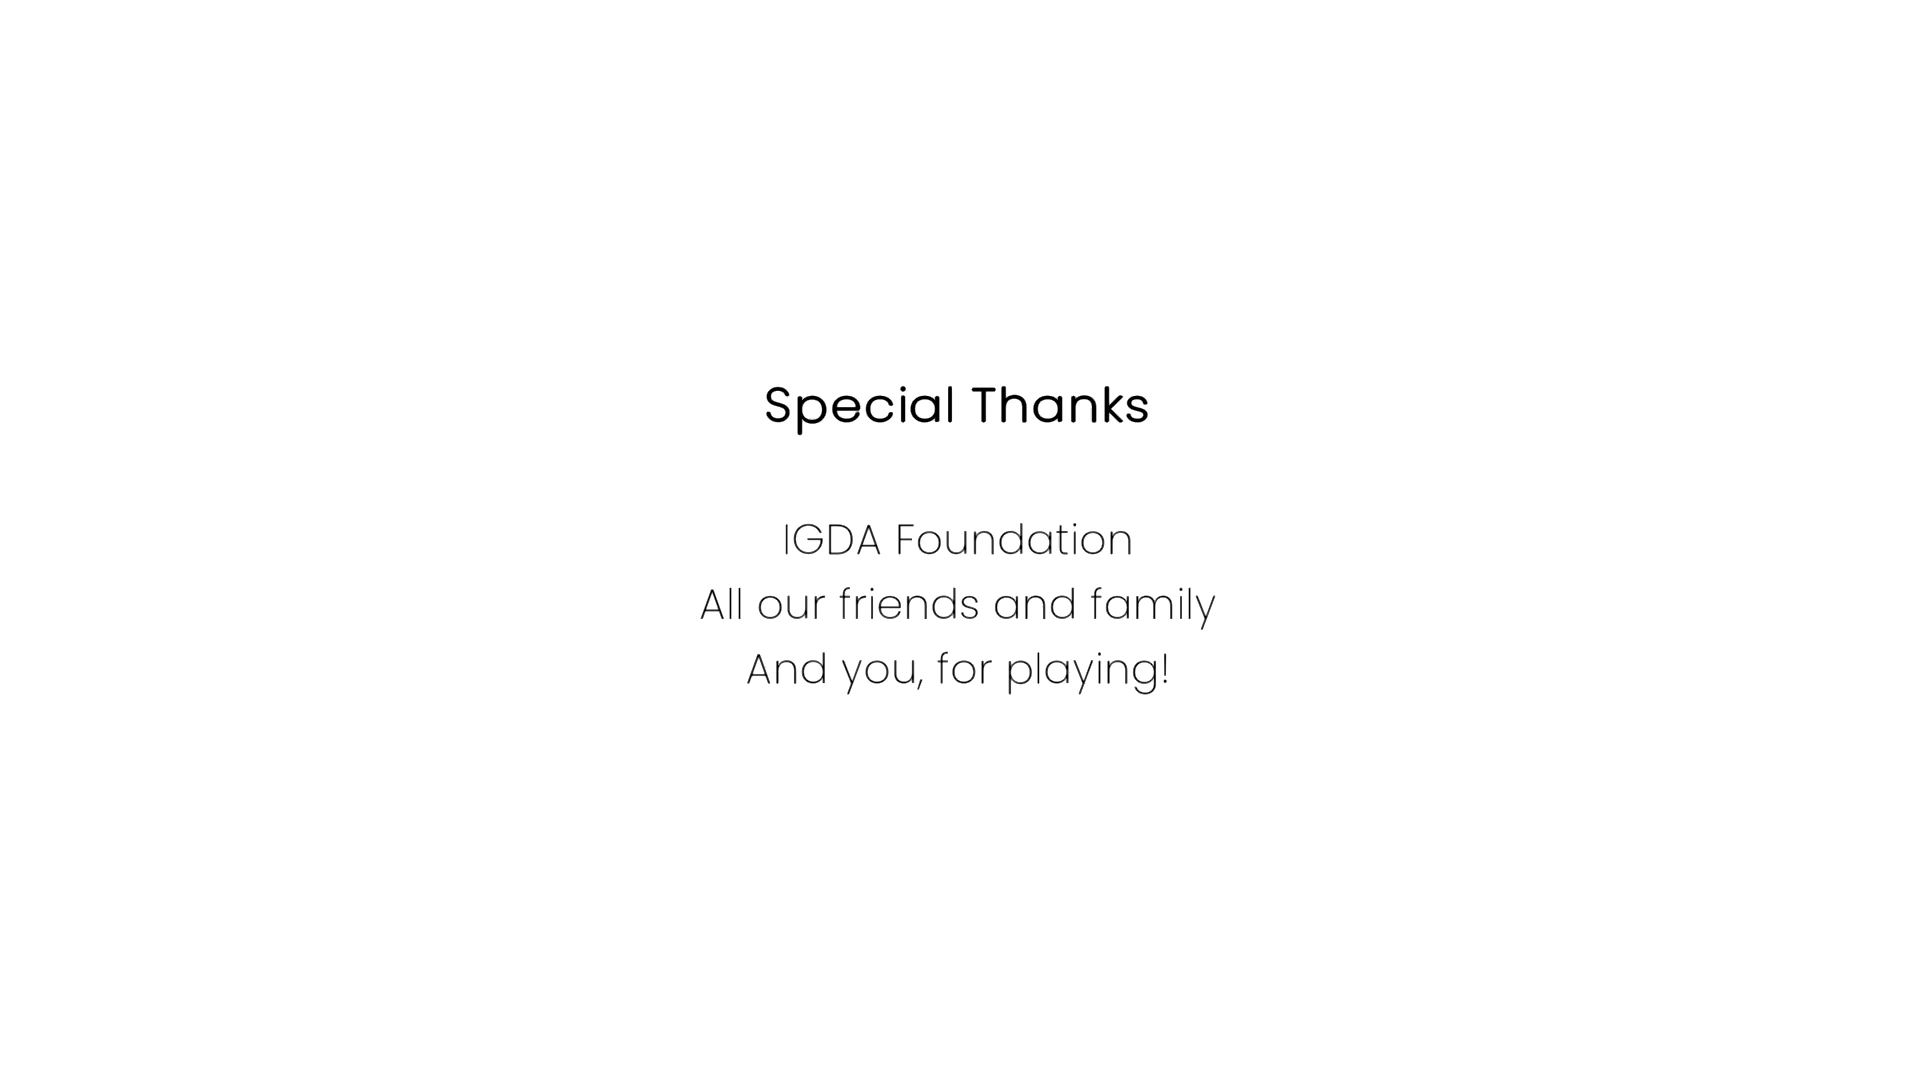 Special Thanks
IGDA Foundation
All our friends and family
And you, for playing!